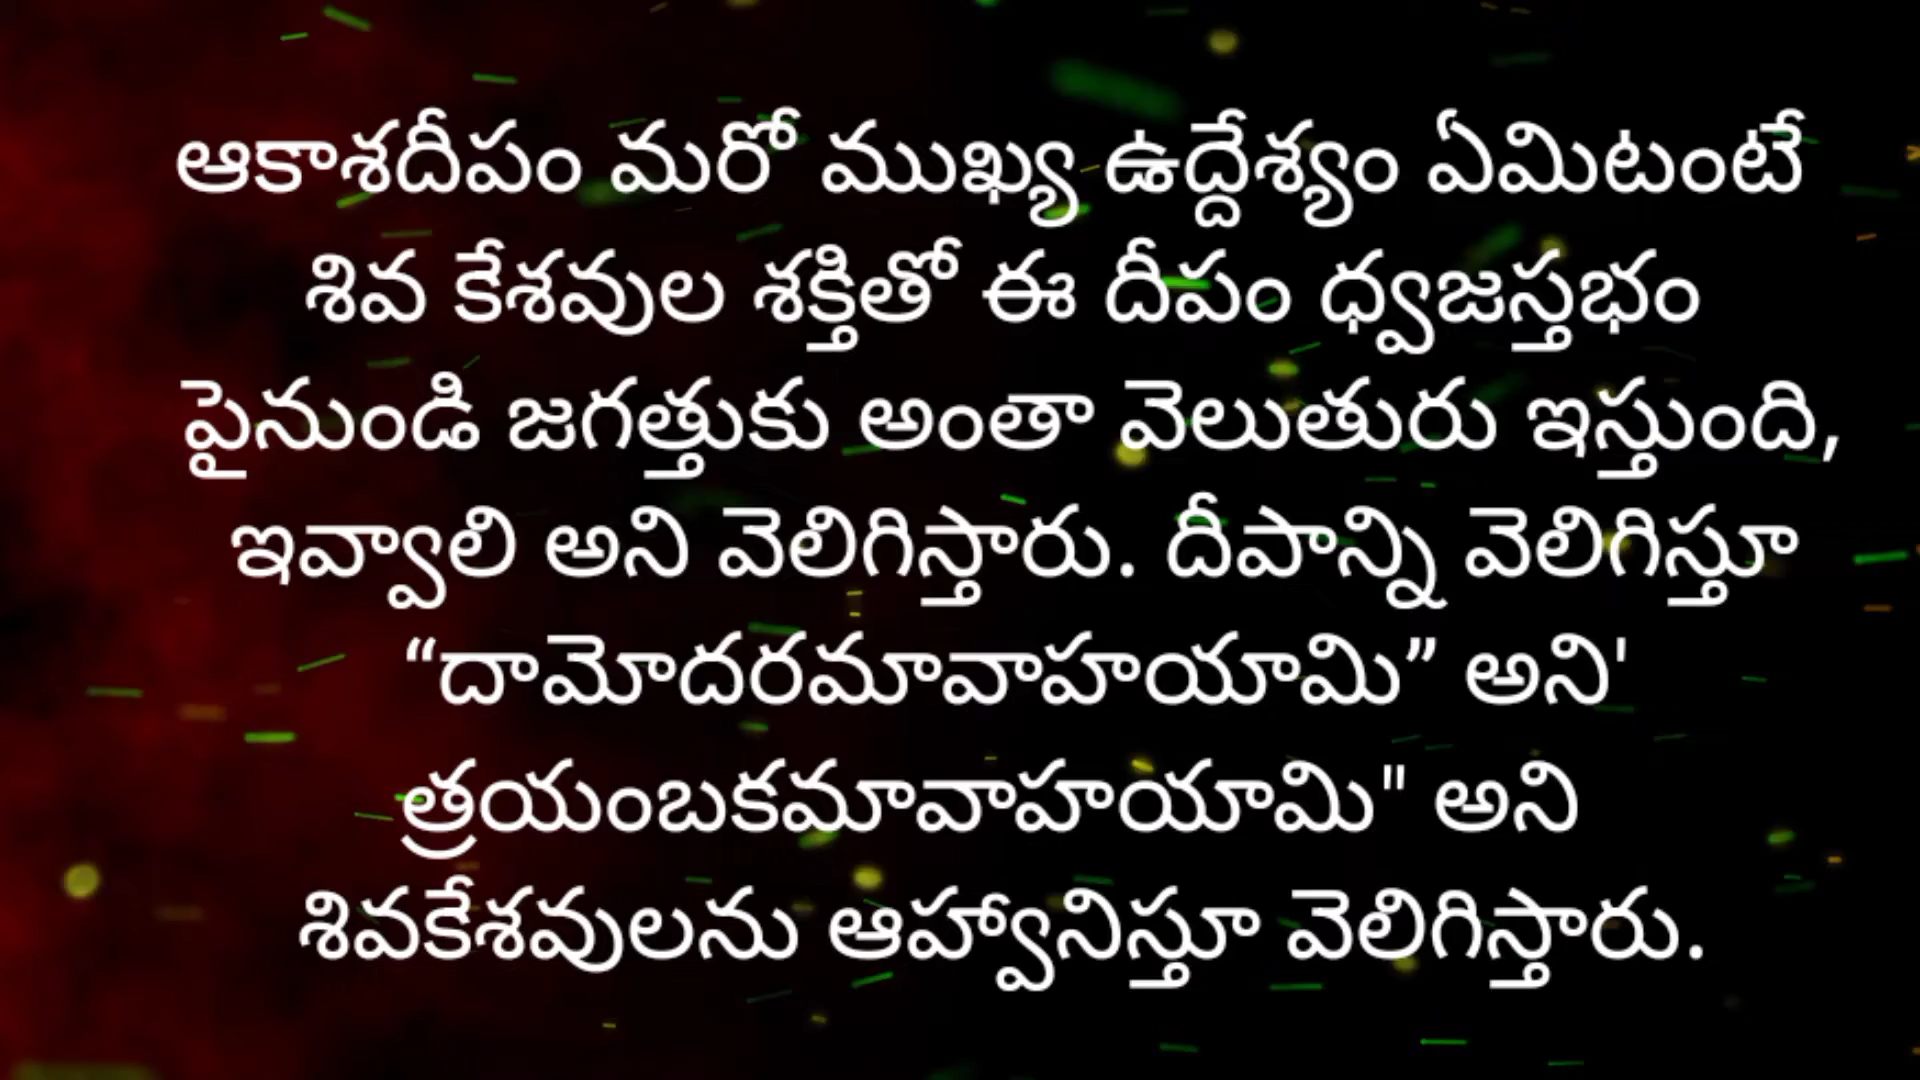 ఆకాశదీపం మరో ముఖ్య ఉద్దేశ్యం ఏమిటంటే
శివ కేశవుల శక్తితో ఈ దీపం ధ్వజస్తభం
పైనుండి జగత్తుకు అంతా వెలుతురు ఇస్తుంది,
ఇవ్వాలి అని వెలిగిస్తారు. దీపాన్ని వెలిగిస్తూ
“దామోదరమావాహయామి” అని'
త్రయంబకమావాహయామి" అని
శివకేశవులను ఆహ్వానిస్తూ వెలిగిస్తారు.